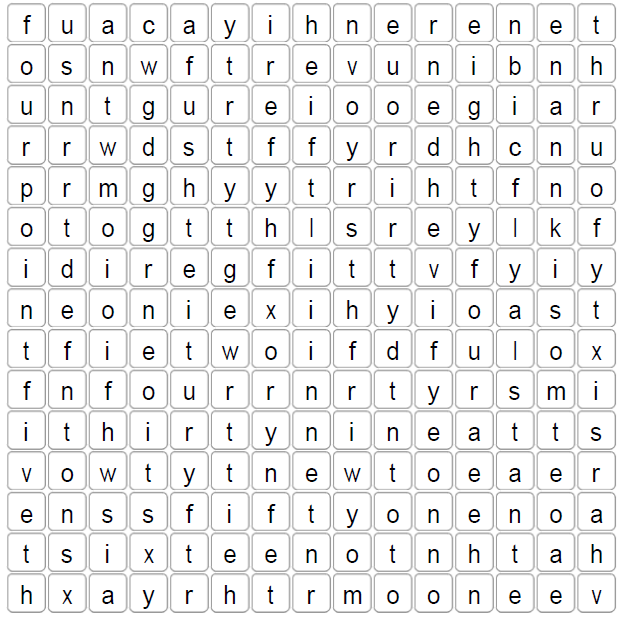 f u a c a y i h n e r e n e t
o s n w f t r e v u n i b n h
u n t g u r e i o o e g i a r
r r w d s t f f y r d h c n u
p r m g h y y t r i h t f n o
o t o g t t h l s r e y l k f
i d i r e g f i t t v f y i y
n e o n i e x i h y i o a s t
t f i e t w o i f d f u l o x
f n f o u r r n r t y r s m i
i t h i r t y n i n e a t t s
v o w t y t n e w t o e a e r
e n s s f i f t y o n e n o a
t s i x t e e n o t n h t a h
h x a y r h t r m o o n e e v